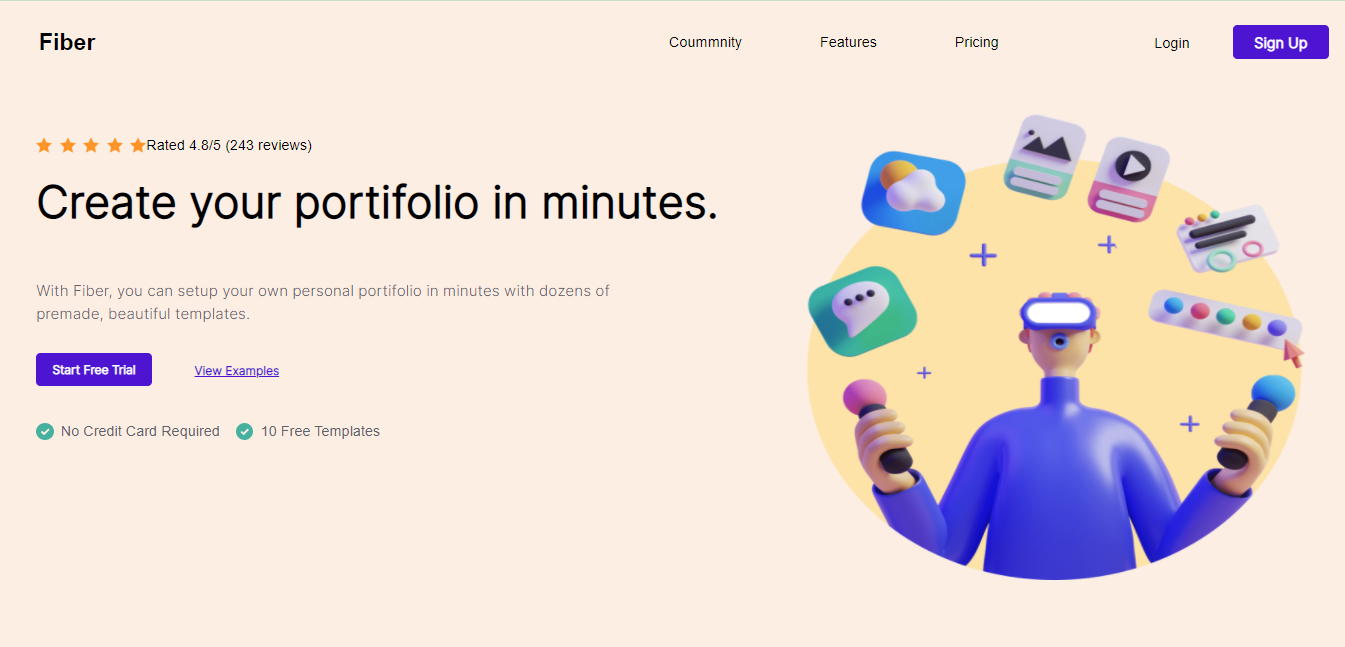 Fiber
Coummnity Features Pricing Login Sign Up
Rated 4.8/5 (243 reviews)
Create your portifolio in minutes.
With Fiber, you can setup your own personal portifolio in minutes with dozens of
premade, beautiful templates.
Start Free Trial View Examples
No Credit Card Required 10 Free Templates